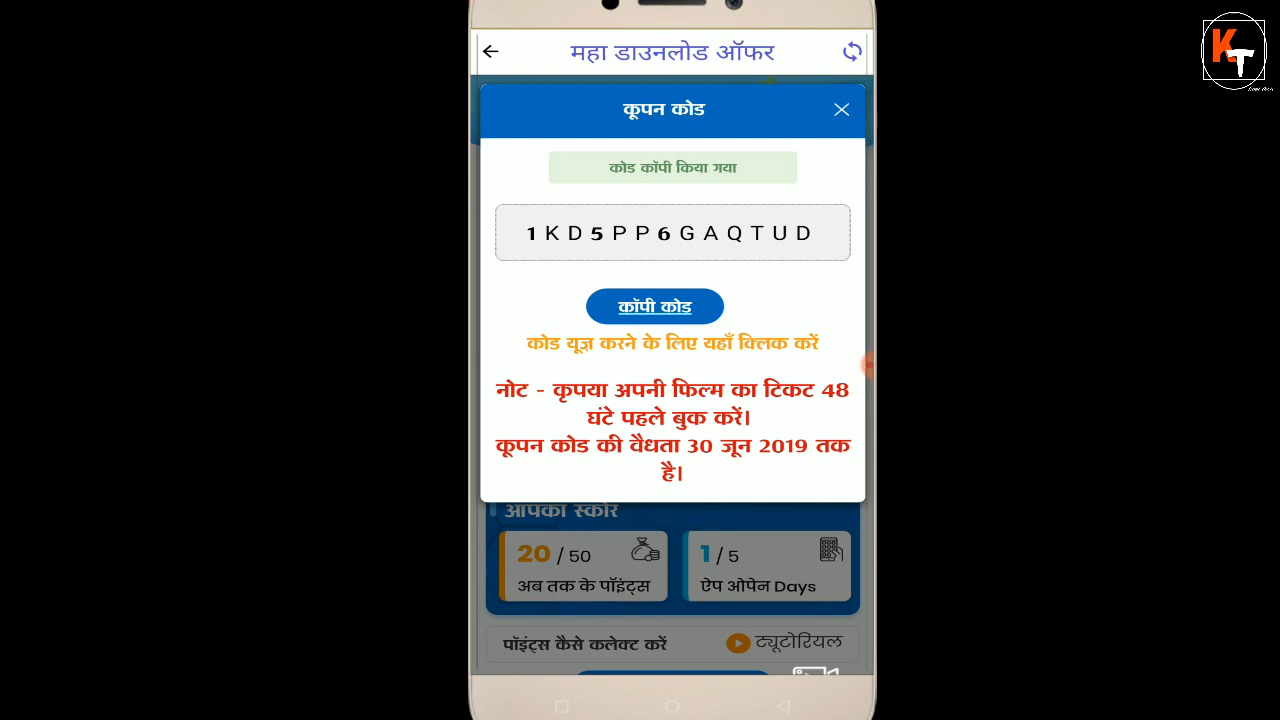 महा डाउनलोड ऑफर
KT
कूपन कोड
कोड कॉपी किया गया
1KD5PP6GAQTUD
कॉपी कोड
कोड यूज़ करने के लिए यहाँ क्लिक करें
नोट - कृपया अपनी फिल्म का टिकट 48
घंटे पहले बुक करें।
कूपन कोड की वैधता 30 जून 2019 तक
है।
आपका स्कोर
20 / 50
1 / 5
अब तक के पॉइंट्स
ऐप ओपेन Days
पॉइंट्स कैसे कलेक्ट करें
ट्यूटोरियल